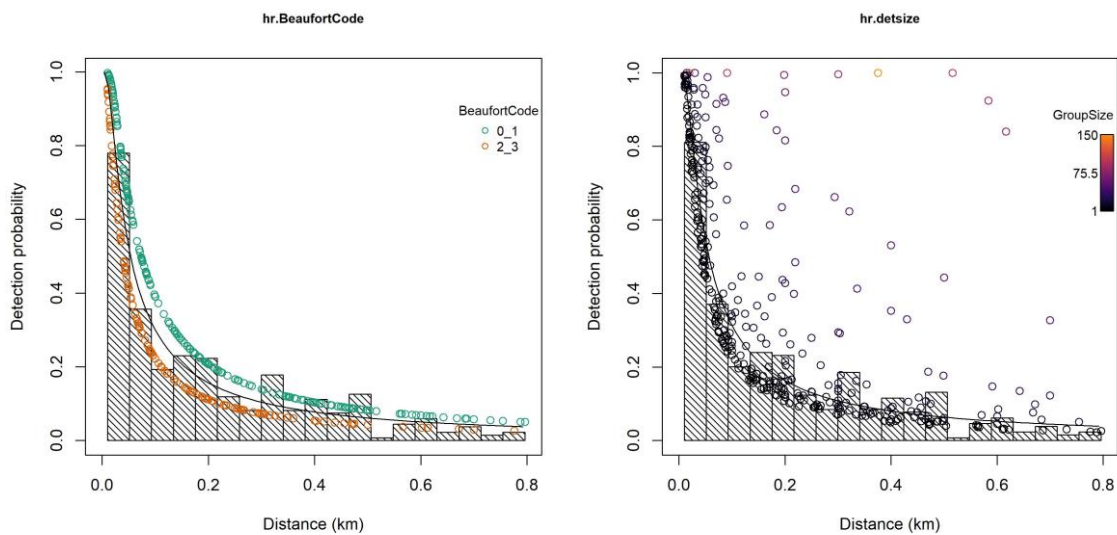 hr.BeaufortCode
Detection probability
1.0
0.8
0.6
0.4
0.2
0.0
BeaufortCode
0_1
2_3
0.0 0.2 0.4 0.6 0.8
Distance (km)
hr.detsize
Detection probability
1.0
0.8
0.6
0.4
0.2
0.0
GroupSize
150
75.5
1
0.0 0.2 0.4 0.6 0.8
Distance (km)